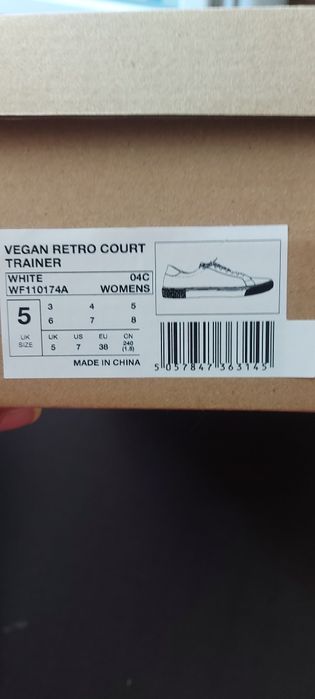 VEGAN RETRO COURT
TRAINER
WHITE 04C
WF110174A WOMENS
5
UK
SIZE
3 4 5
6 7 8
UK US EU CN
5 7 38 240
(1.5)
MADE IN CHINA
5 057847 363145